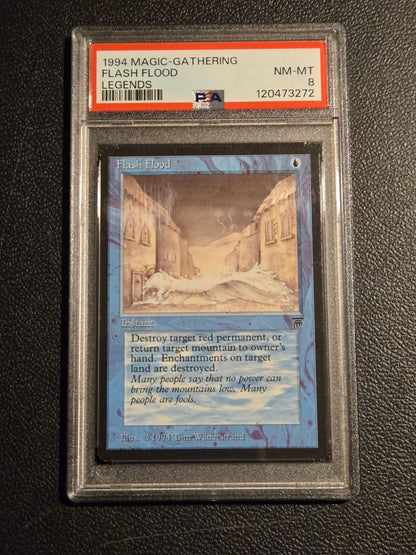 1994 MAGIC-GATHERING
FLASH FLOOD
NM-MT
LEGENDS
8
PSA
120473272
Flash Flood
Instant
Destroy target red permanent, or
return target mountain to owner's
hand. Enchantments on target
land are destroyed.
Many people say that no power can
bring the mountains low. Many
people are fools.
Illus. © 1994 Tom Wänerstrand